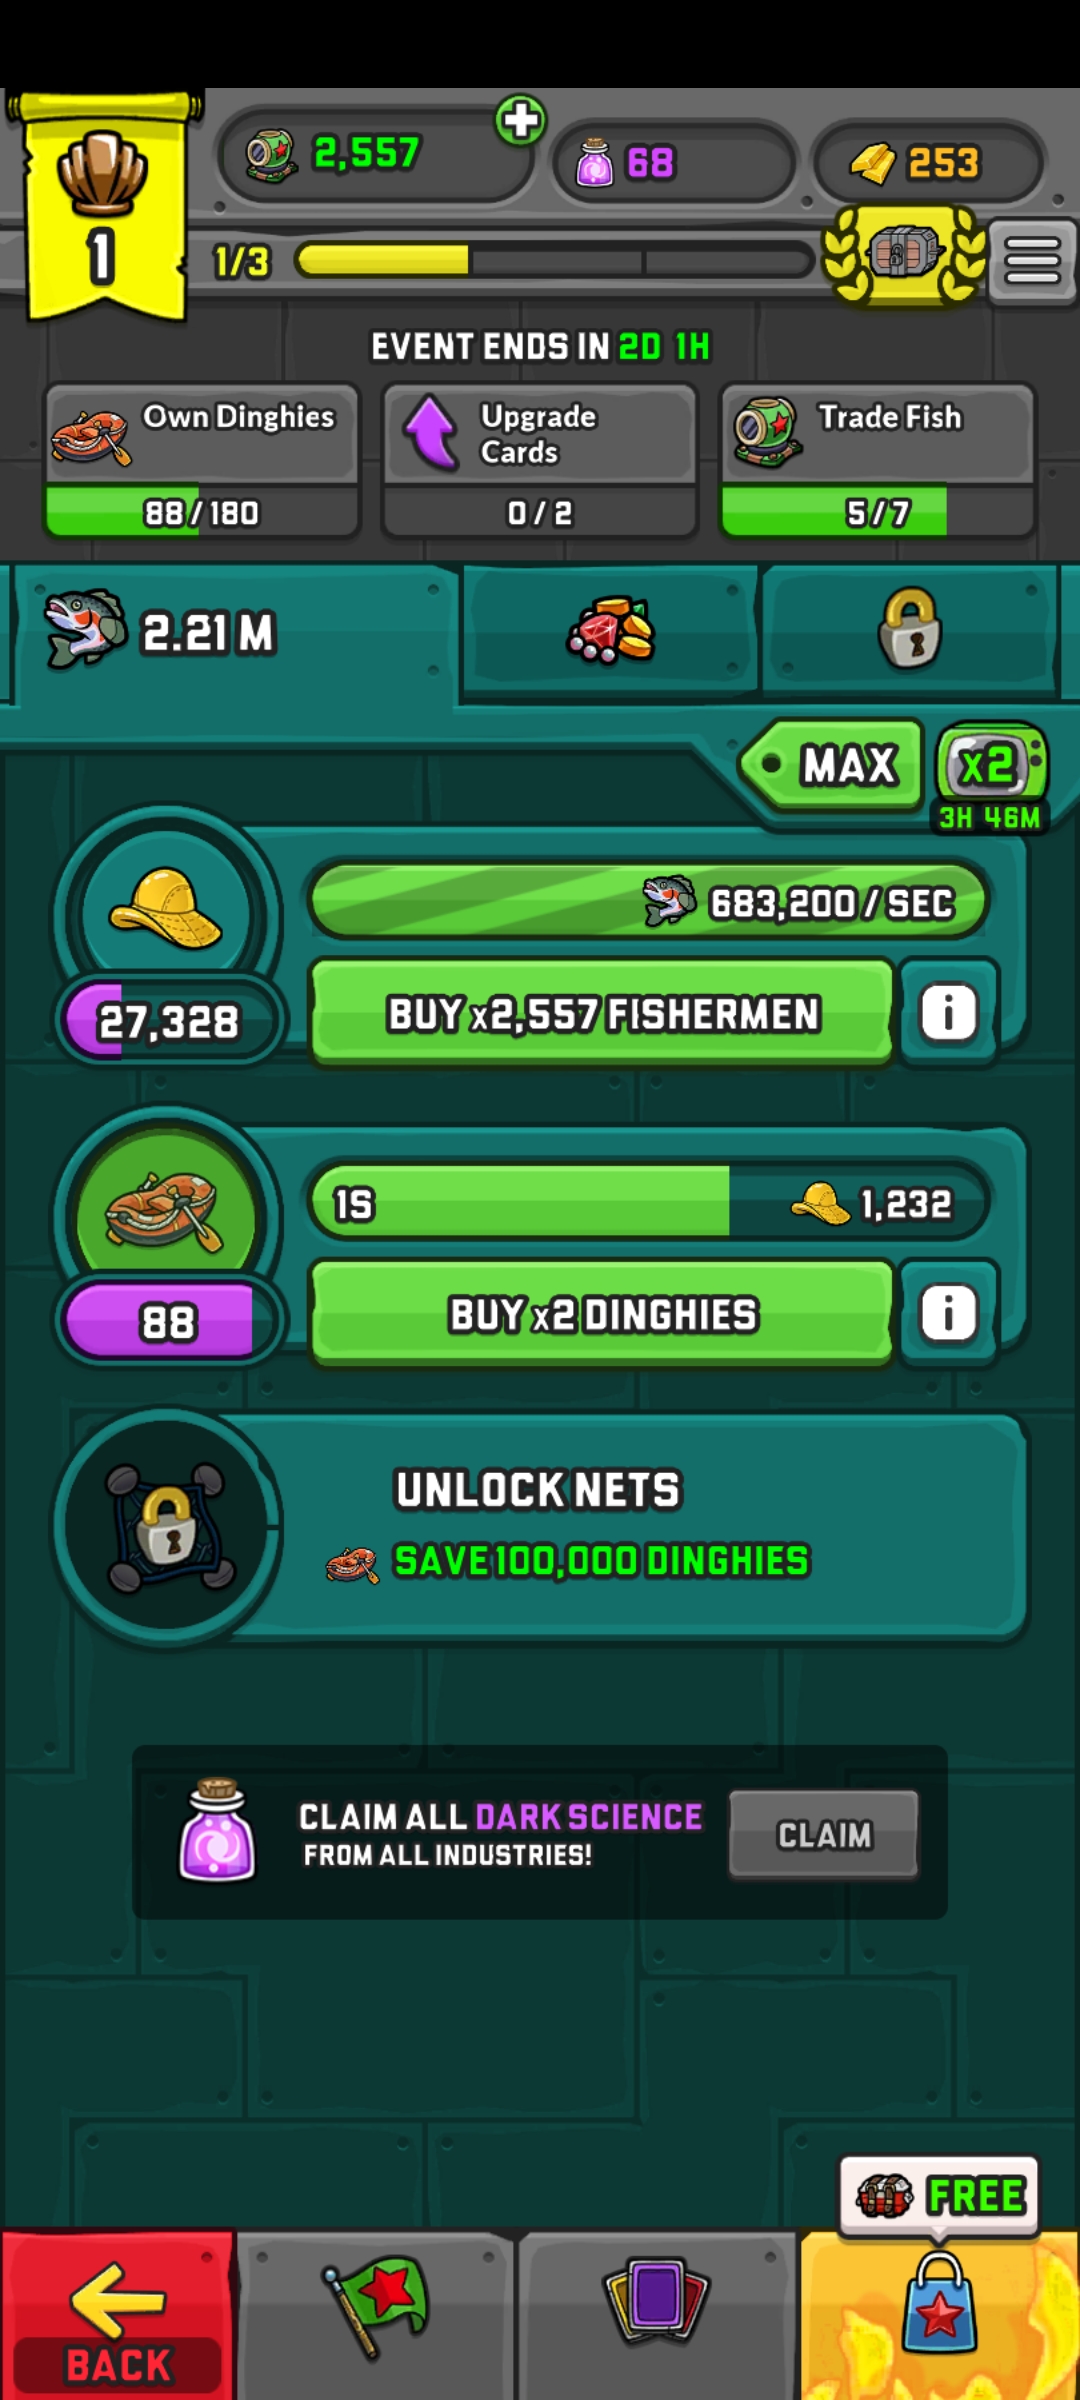 2,557
68
253
1
1/3
EVENT ENDS IN 2D 1H
Own Dinghies
88/180
Upgrade
Cards
0/2
Trade Fish
5/7
2.21 M
MAX
x2
3H 46M
683,200/SEC
27,328
BUY x2,557 FISHERMEN
i
1S
1,232
88
BUY x2 DINGHIES
i
UNLOCK NETS
SAVE 100,000 DINGHIES
CLAIM ALL DARK SCIENCE
FROM ALL INDUSTRIES!
CLAIM
FREE
BACK